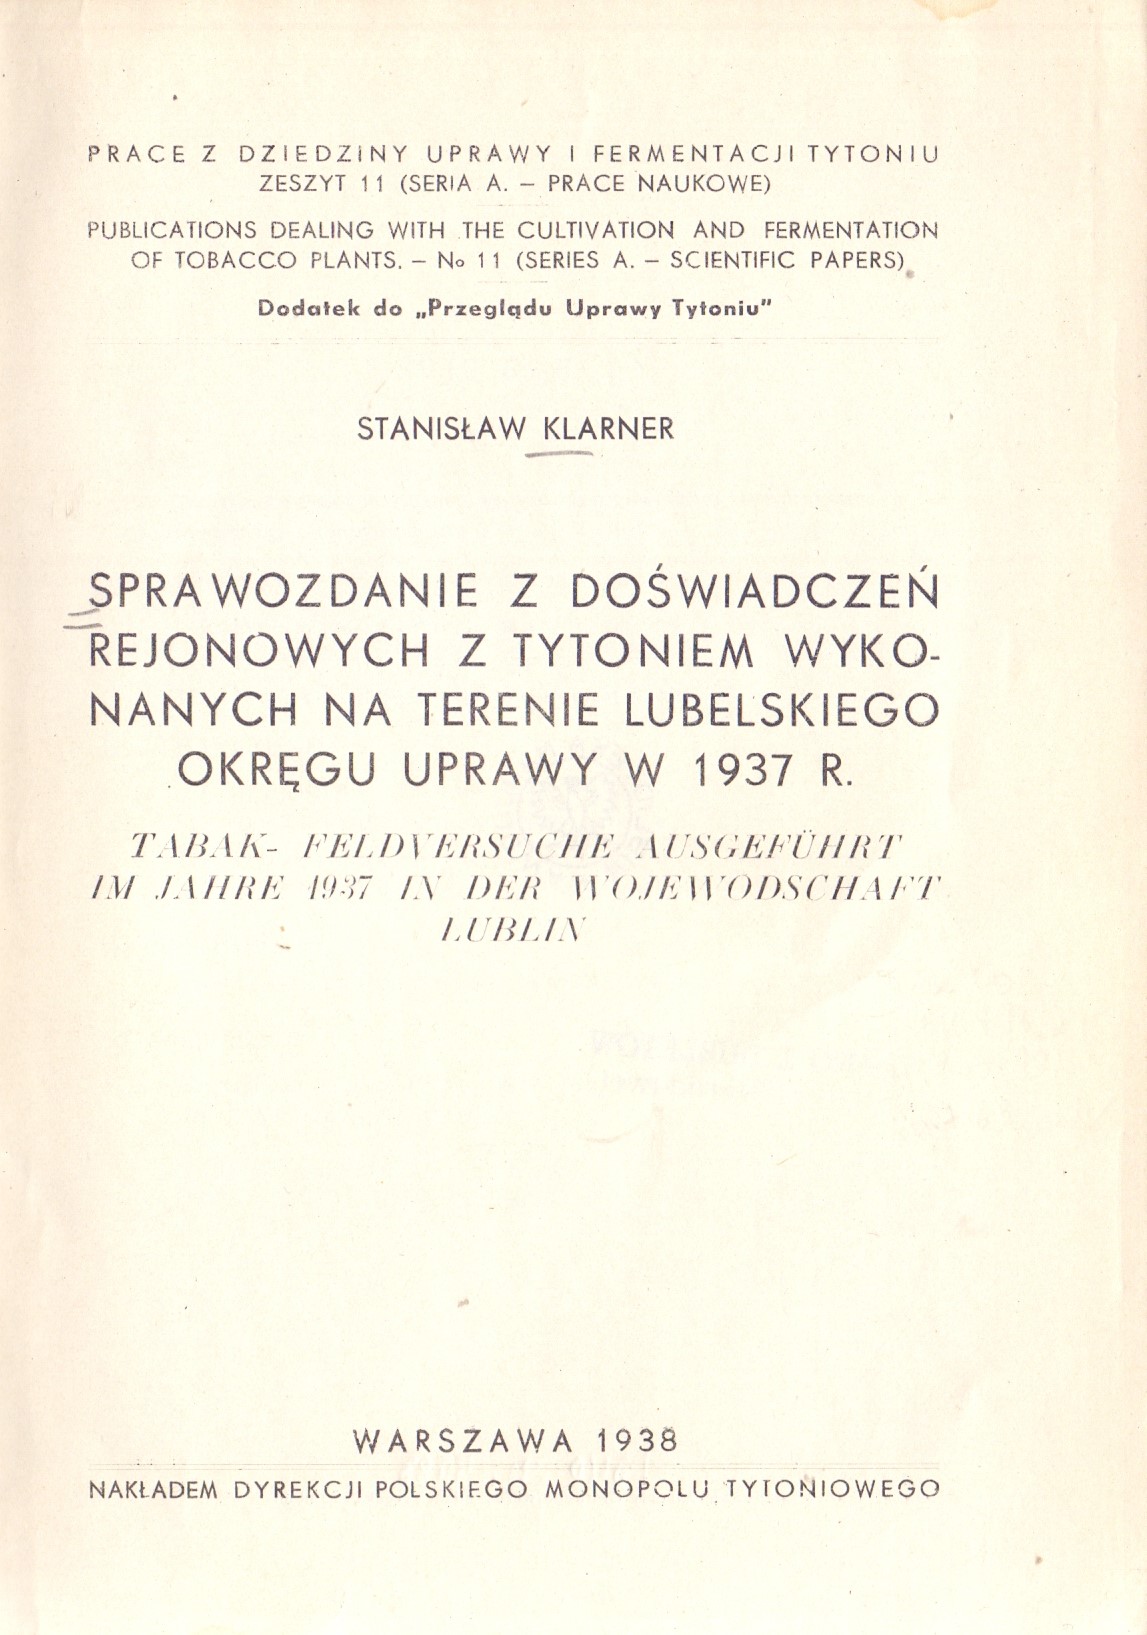 PRACE Z DZIEDZINY UPRAWY I FERMENTACJI TYTONIU
ZESZYT 11 (SERIA A. – PRACE NAUKOWE)
PUBLICATIONS DEALING WITH THE CULTIVATION AND FERMENTATION
OF TOBACCO PLANTS. – No 11 (SERIES A. – SCIENTIFIC PAPERS)
Dodatek do „Przeglądu Uprawy Tytoniu"
STANISŁAW KLARNER
SPRAWOZDANIE Z DOŚWIADCZEŃ
REJONOWYCH Z TYTONIEM WYKO-
NANYCH NA TERENIE LUBELSKIEGO
OKRĘGU UPRAWY W 1937 R.
TABAK- FELDVERSUCHE AUSGEFÜHRT
IM JAHRE 1937 IN DER WOJEWODSCHAFT
LUBLIN
WARSZAWA 1938
NAKŁADEM DYREKCJI POLSKIEGO MONOPOLU TYTONIOWEGO